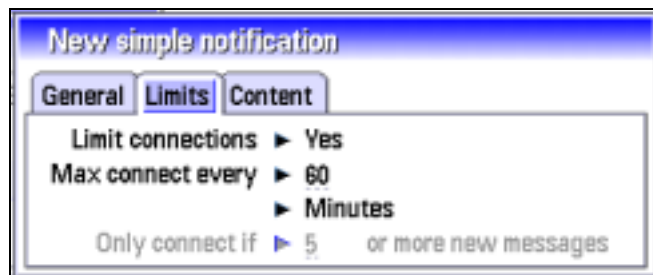 New simple notification
General Limits Content
Limit connections ► Yes
Max connect every ► 60
► Minutes
Only connect if ► 5 or more new messages